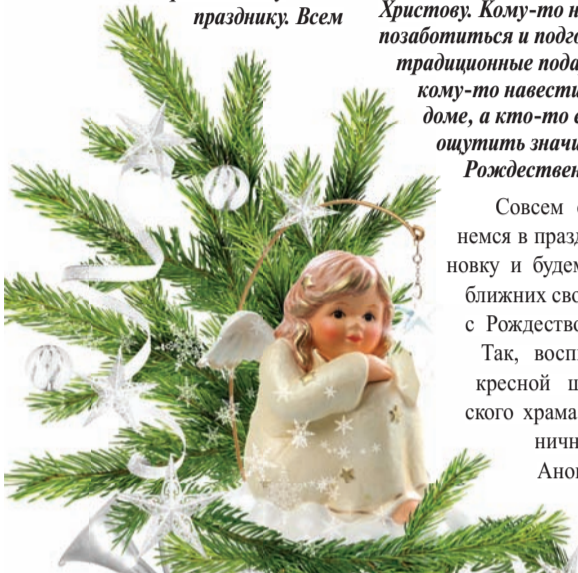 празднику. Всем
Христову. Кому-то н
позаботиться и подго
традиционные пода
кому-то навести
доме, а кто-то е
ощутить значи
Рождествен
Совсем
немся в празд
новку и будем
ближних сво
с Рождество
Так, восп
кресной ш
ского храма
ничн
Анон